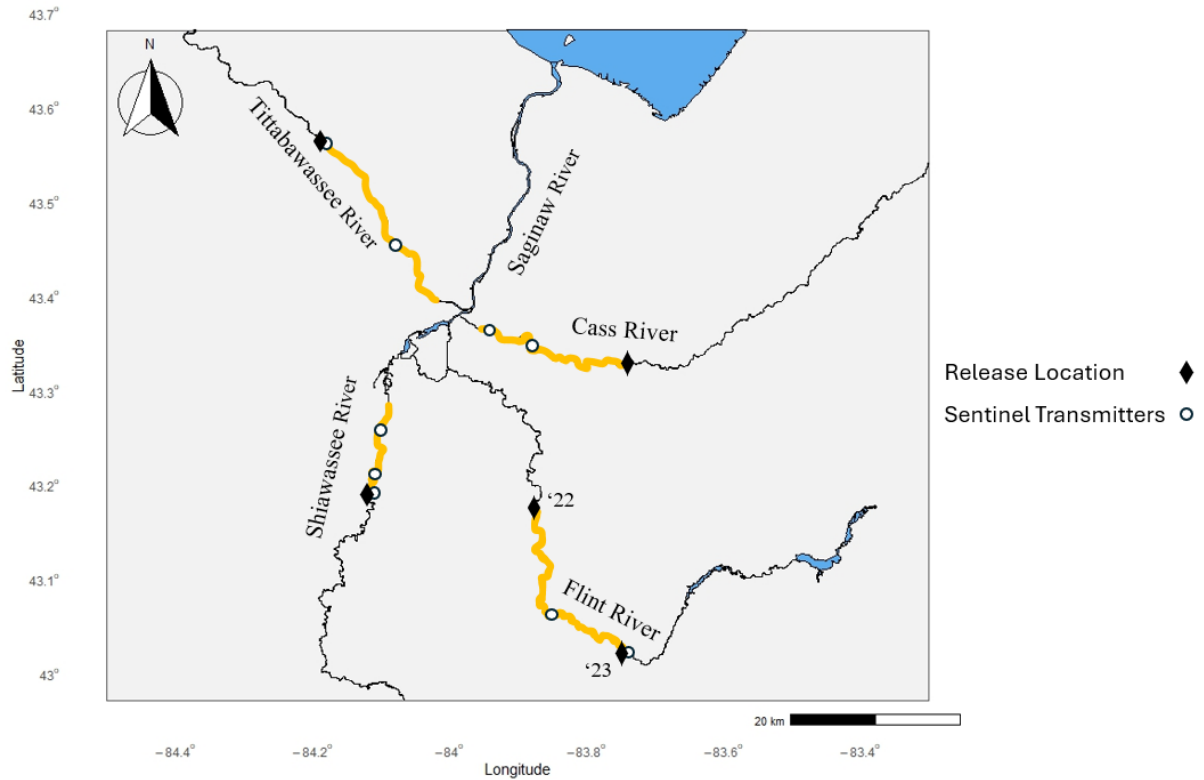 43.7°
N
43.6°
Tittabawassee River
Saginaw River
43.5°
43.4°
Cass River
Latitude
Release Location
43.3°
Sentinel Transmitters
Shiawassee River
43.2°
‘22
43.1°
Flint River
‘23
43°
20 km
−84.4°
−84.2°
−84°
−83.8°
−83.6°
−83.4°
Longitude